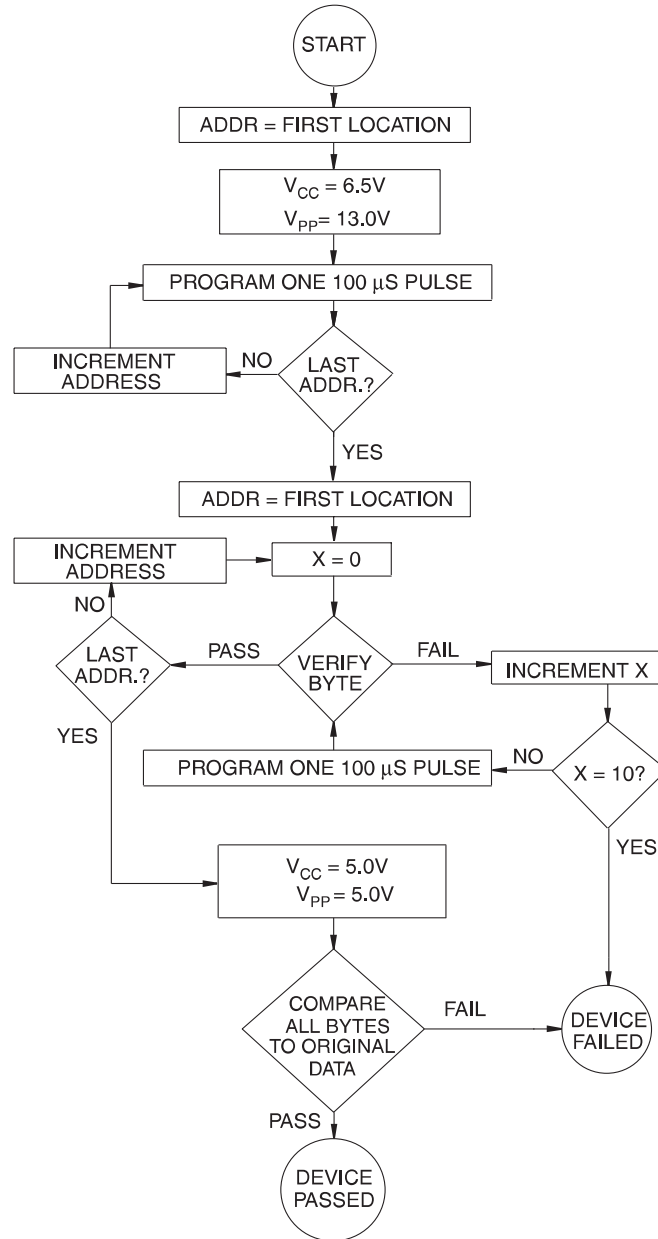 START
ADDR = FIRST LOCATION
V_CC = 6.5V
V_PP = 13.0V
PROGRAM ONE 100 μS PULSE
INCREMENT
ADDRESS
NO
LAST
ADDR.?
YES
ADDR = FIRST LOCATION
INCREMENT
ADDRESS
X = 0
NO
LAST
ADDR.?
PASS
VERIFY
BYTE
FAIL
INCREMENT X
YES
PROGRAM ONE 100 μS PULSE
NO
X = 10?
YES
V_CC = 5.0V
V_PP = 5.0V
COMPARE
ALL BYTES
TO ORIGINAL
DATA
FAIL
DEVICE
FAILED
PASS
DEVICE
PASSED